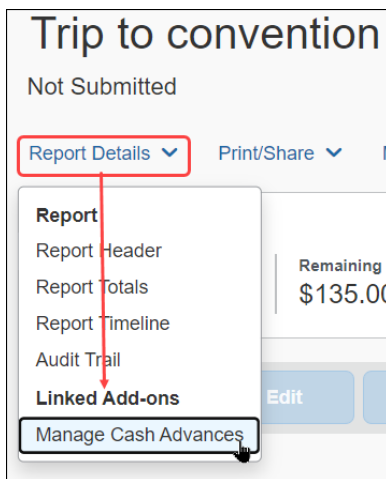 Trip to convention
Not Submitted
Report Details Print/Share
Report
Report Header
Report Totals
Report Timeline
Audit Trail
Linked Add-ons
Manage Cash Advances
Remaining
$135.00
Edit